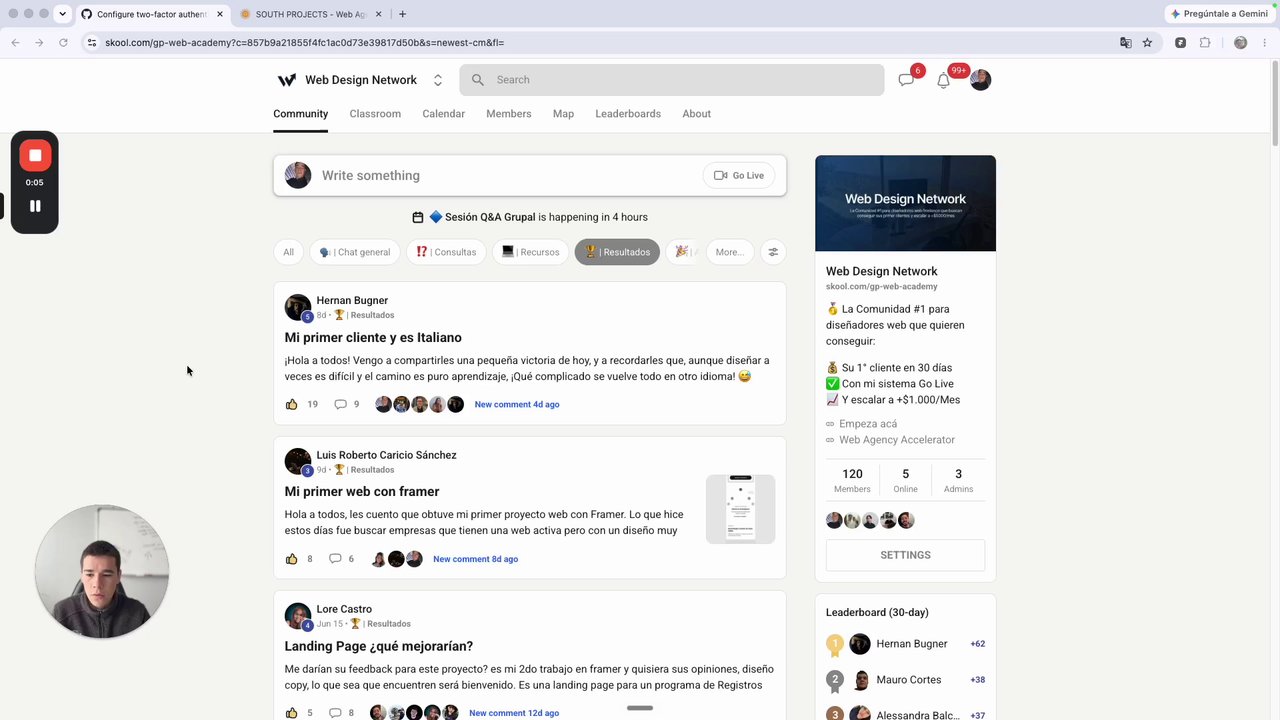 Configure two-factor authent
SOUTH PROJECTS - Web Ag
Pregúntale a Gemini
skool.com/gp-web-academy?c=857b9a21855f4fc1ac0d73e39817d50b&s=newest-cm&fl=
Web Design Network
Search
6
99+
Community
Classroom
Calendar
Members
Map
Leaderboards
About
0:05
Write something
Go Live
Sesión Q&A Grupal is happening in 4 hours
All
| Chat general
⁉️ | Consultas
| Recursos
🏆 | Resultados
More...
Hernan Bugner
5
8d • 🏆 | Resultados
Mi primer cliente y es Italiano
¡Hola a todos! Vengo a compartirles una pequeña victoria de hoy, y a recordarles que, aunque diseñar a
veces es difícil y el camino es puro aprendizaje, ¡Qué complicado se vuelve todo en otro idioma! 😅
19
9
New comment 4d ago
Luis Roberto Caricio Sánchez
3
9d • 🏆 | Resultados
Mi primer web con framer
Hola a todos, les cuento que obtuve mi primer proyecto web con Framer. Lo que hice
estos días fue buscar empresas que tienen una web activa pero con un diseño muy
8
6
New comment 8d ago
Lore Castro
4
Jun 15 • 🏆 | Resultados
Landing Page ¿qué mejorarían?
Me darían su feedback para este proyecto? es mi 2do trabajo en framer y quisiera sus opiniones, diseño
copy, lo que sea que encuentren será bienvenido. Es una landing page para un programa de Registros
5
8
New comment 12d ago
Web Design Network
Web Design Network
skool.com/gp-web-academy
🥇 La Comunidad #1 para
diseñadores web que quieren
conseguir:
💰 Su 1° cliente en 30 días
✅ Con mi sistema Go Live
📈 Y escalar a +$1.000/Mes
Empeza acá
Web Agency Accelerator
120
5
3
Members
Online
Admins
SETTINGS
Leaderboard (30-day)
1
Hernan Bugner
+62
2
Mauro Cortes
+38
3
Alessandra Balc...
+37